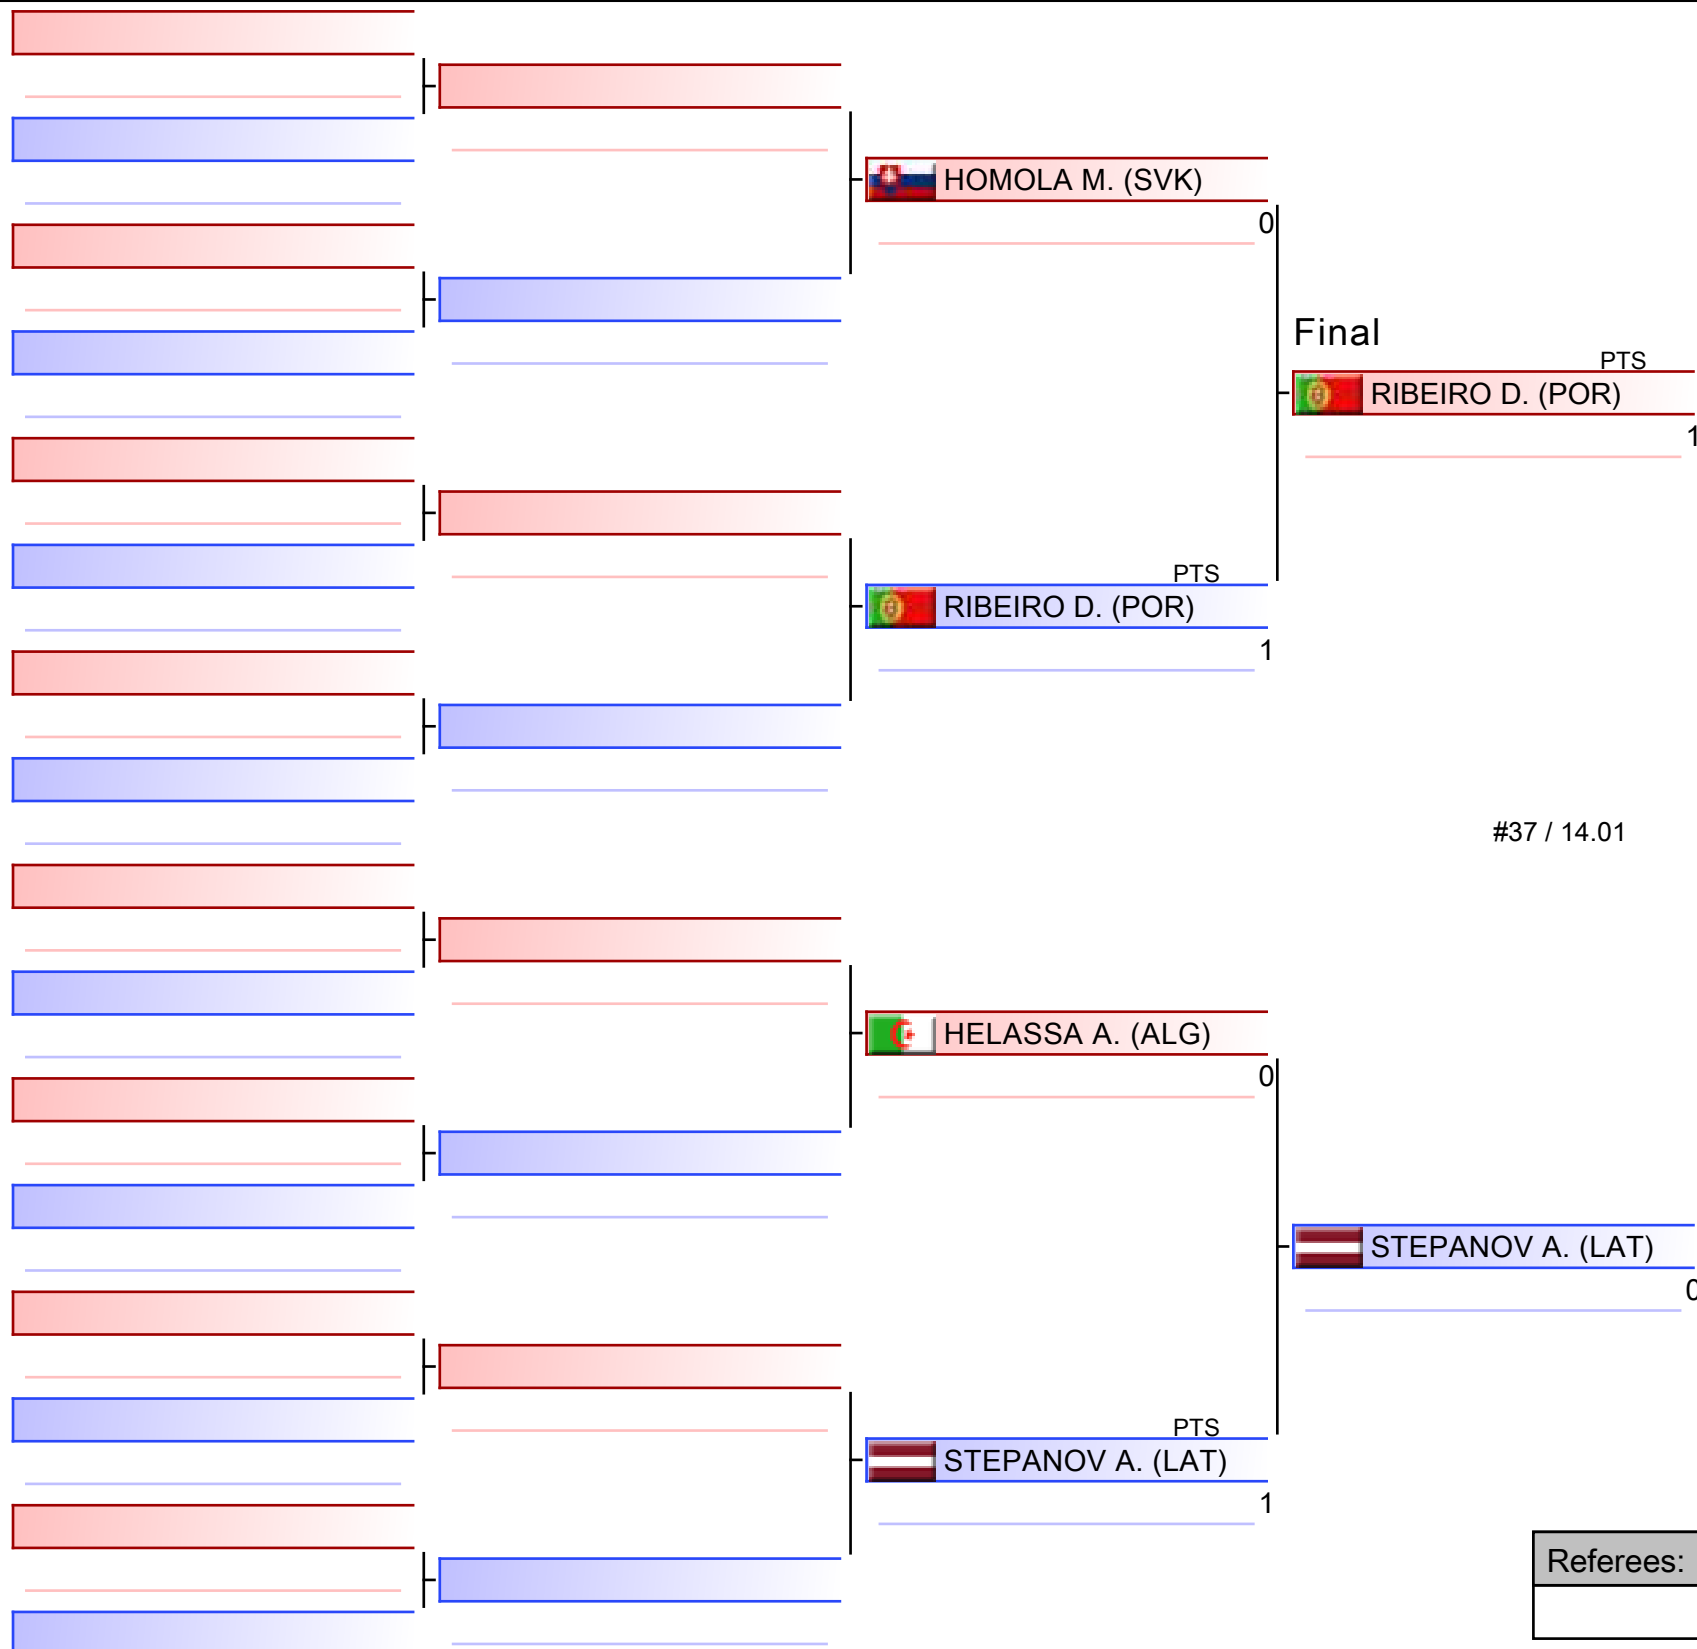 HOMOLA M. (SVK)
0
Final
PTS
RIBEIRO D. (POR)
1
PTS
RIBEIRO D. (POR)
1
#37 / 14.01
HELASSA A. (ALG)
0
STEPANOV A. (LAT)
0
PTS
STEPANOV A. (LAT)
1
Referees: